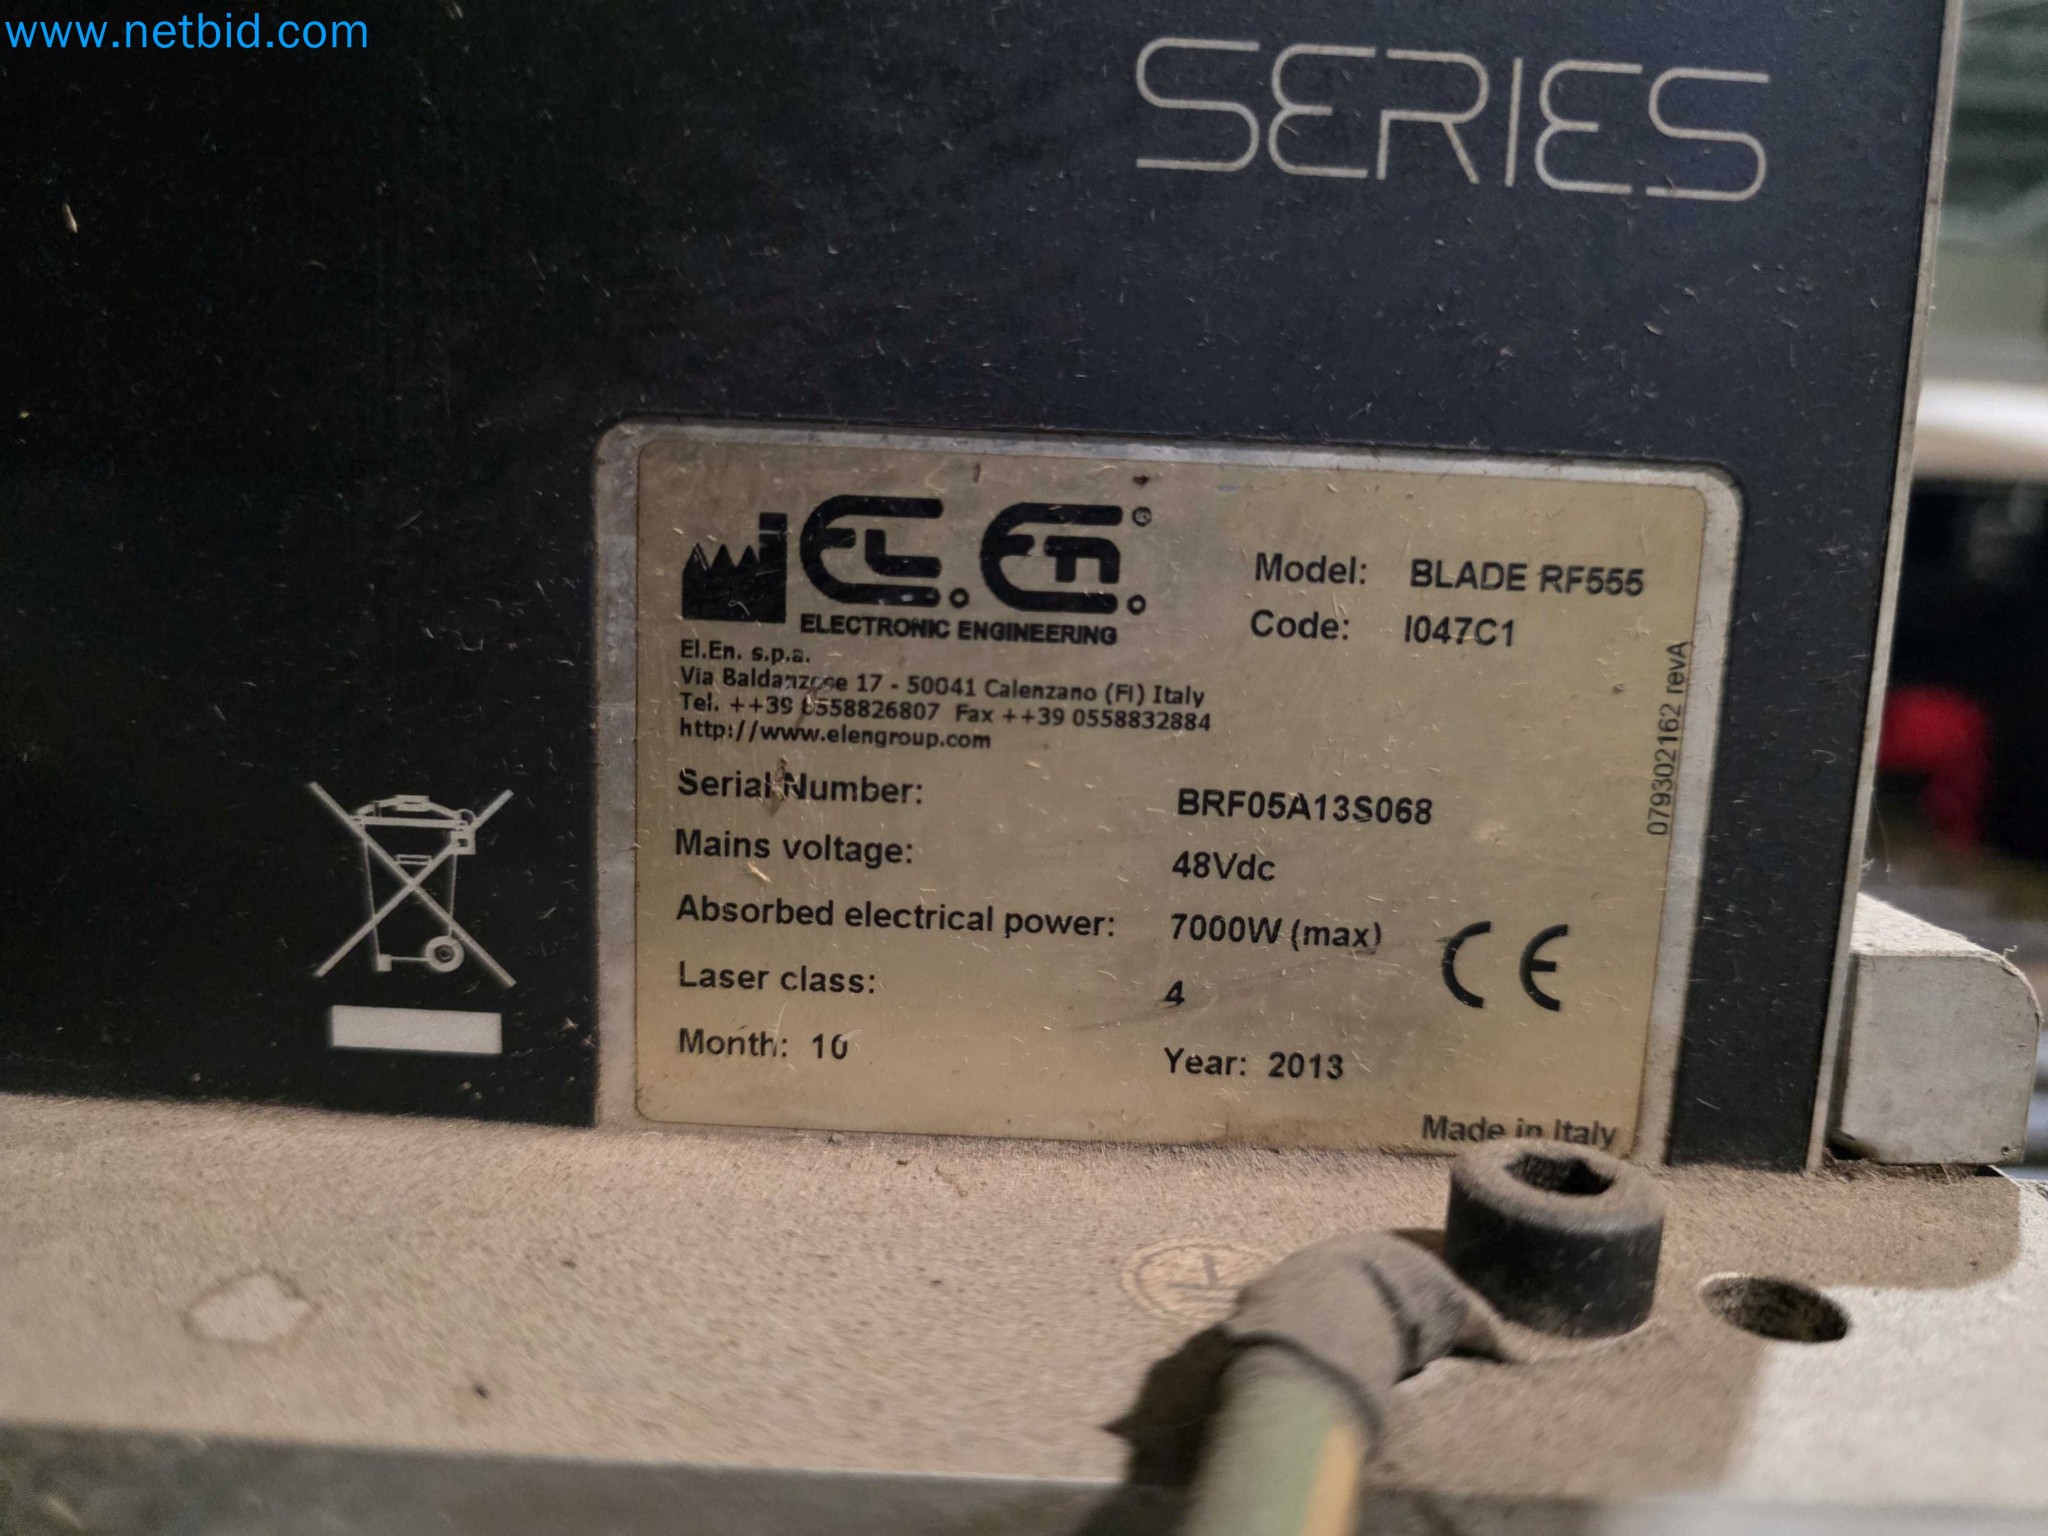 www.netbid.com
SERIES
EL.En.®
ELECTRONIC ENGINEERING
El.En. s.p.a.
Via Baldanzese 17 - 50041 Calenzano (FI) Italy
Tel. ++39 0558826807 Fax ++39 0558832884
http://www.elengroup.com
Model: BLADE RF555
Code: I047C1
079302162 revA
Serial Number: BRF05A13S068
Mains voltage: 48Vdc
Absorbed electrical power: 7000W (max)
Laser class: 4
CE
Month: 10 Year: 2013
Made in Italy